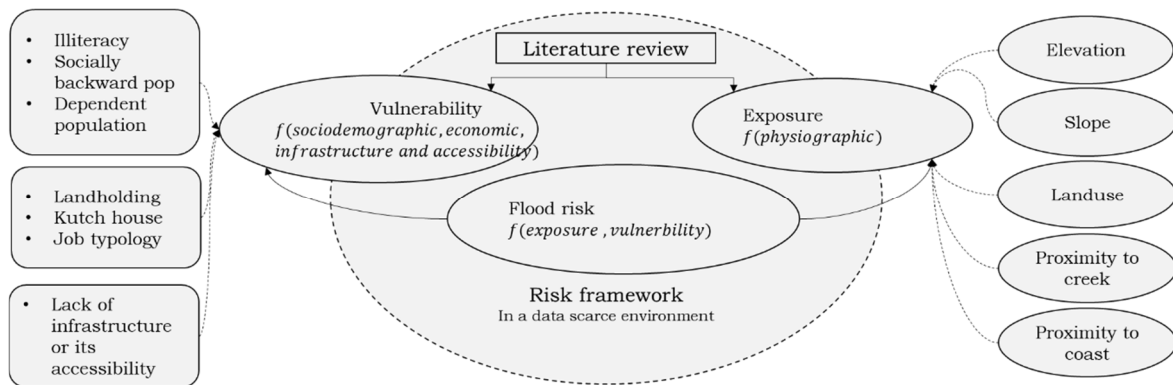 • Illiteracy
• Socially
backward pop
• Dependent
population
• Landholding
• Kutch house
• Job typology
• Lack of
infrastructure
or its
accessibility
Literature review
Vulnerability
f(sociodemographic, economic,
infrastructure and accessibility)
Exposure
f(physiographic)
Flood risk
f(exposure , vulnerbility)
Risk framework
In a data scarce environment
Elevation
Slope
Landuse
Proximity to
creek
Proximity to
coast